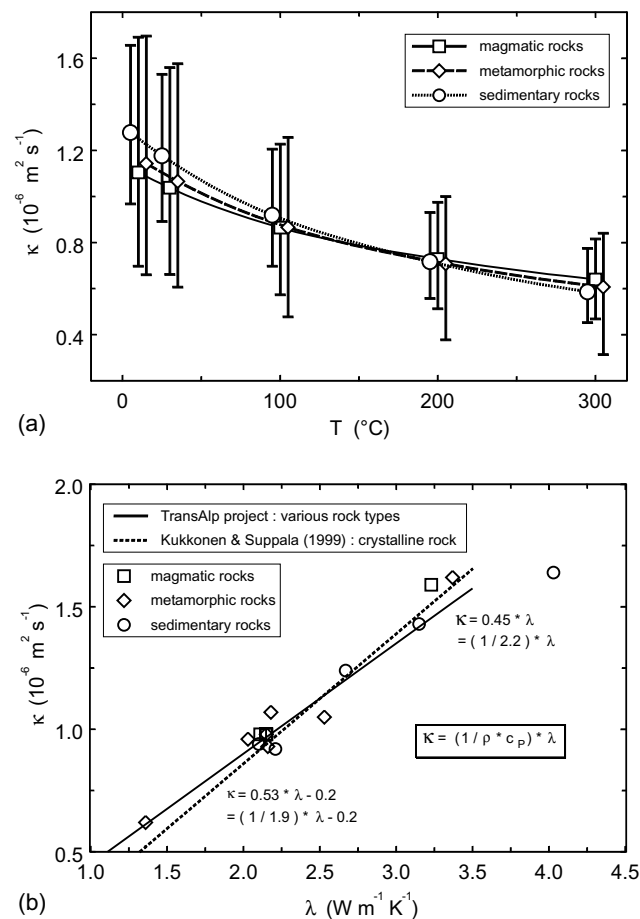 1.6
1.2
0.8
0.4
κ (10⁻⁶ m² s⁻¹)
magmatic rocks
metamorphic rocks
sedimentary rocks
0 100 200 300
T (°C)
(a)
2.0
1.5
1.0
0.5
κ (10⁻⁶ m² s⁻¹)
TransAlp project : various rock types
Kukkonen & Suppala (1999) : crystalline rock
magmatic rocks
metamorphic rocks
sedimentary rocks
κ = 0.45 * λ
= ( 1 / 2.2 ) * λ
κ = (1 / ρ * c P ) * λ
κ = 0.53 * λ - 0.2
= ( 1 / 1.9 ) * λ - 0.2
1.0 1.5 2.0 2.5 3.0 3.5 4.0 4.5
λ (W m⁻¹ K⁻¹)
(b)